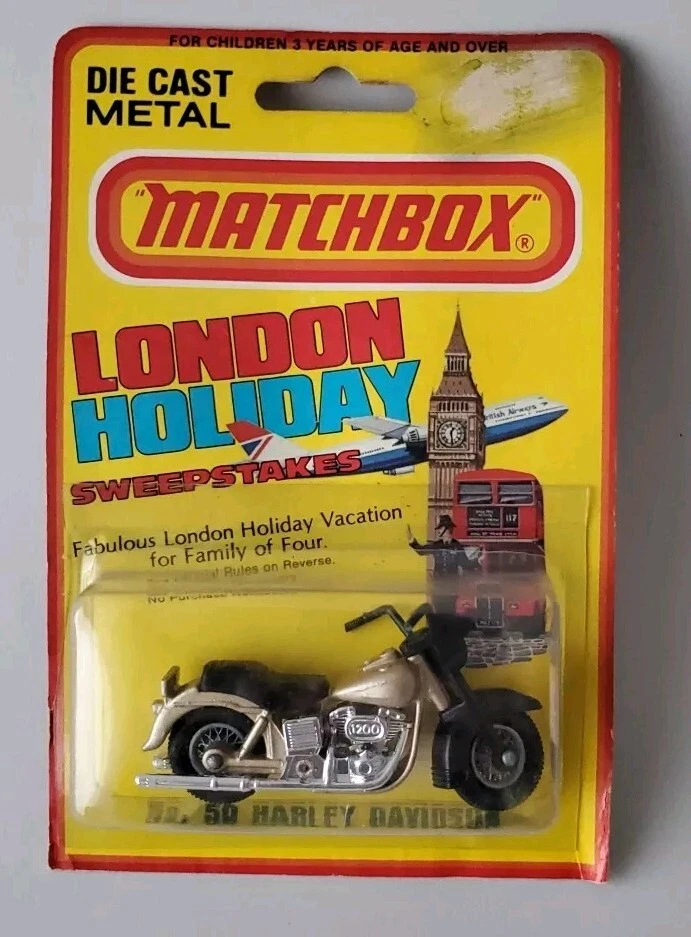 FOR CHILDREN 3 YEARS OF AGE AND OVER
DIE CAST
METAL
"MATCHBOX"®
LONDON
HOLIDAY
SWEEPSTAKES
British Airways
117
Fabulous London Holiday Vacation
for Family of Four.
Rules on Reverse.
No Purchase
1200
No. 50 HARLEY DAVIDSON